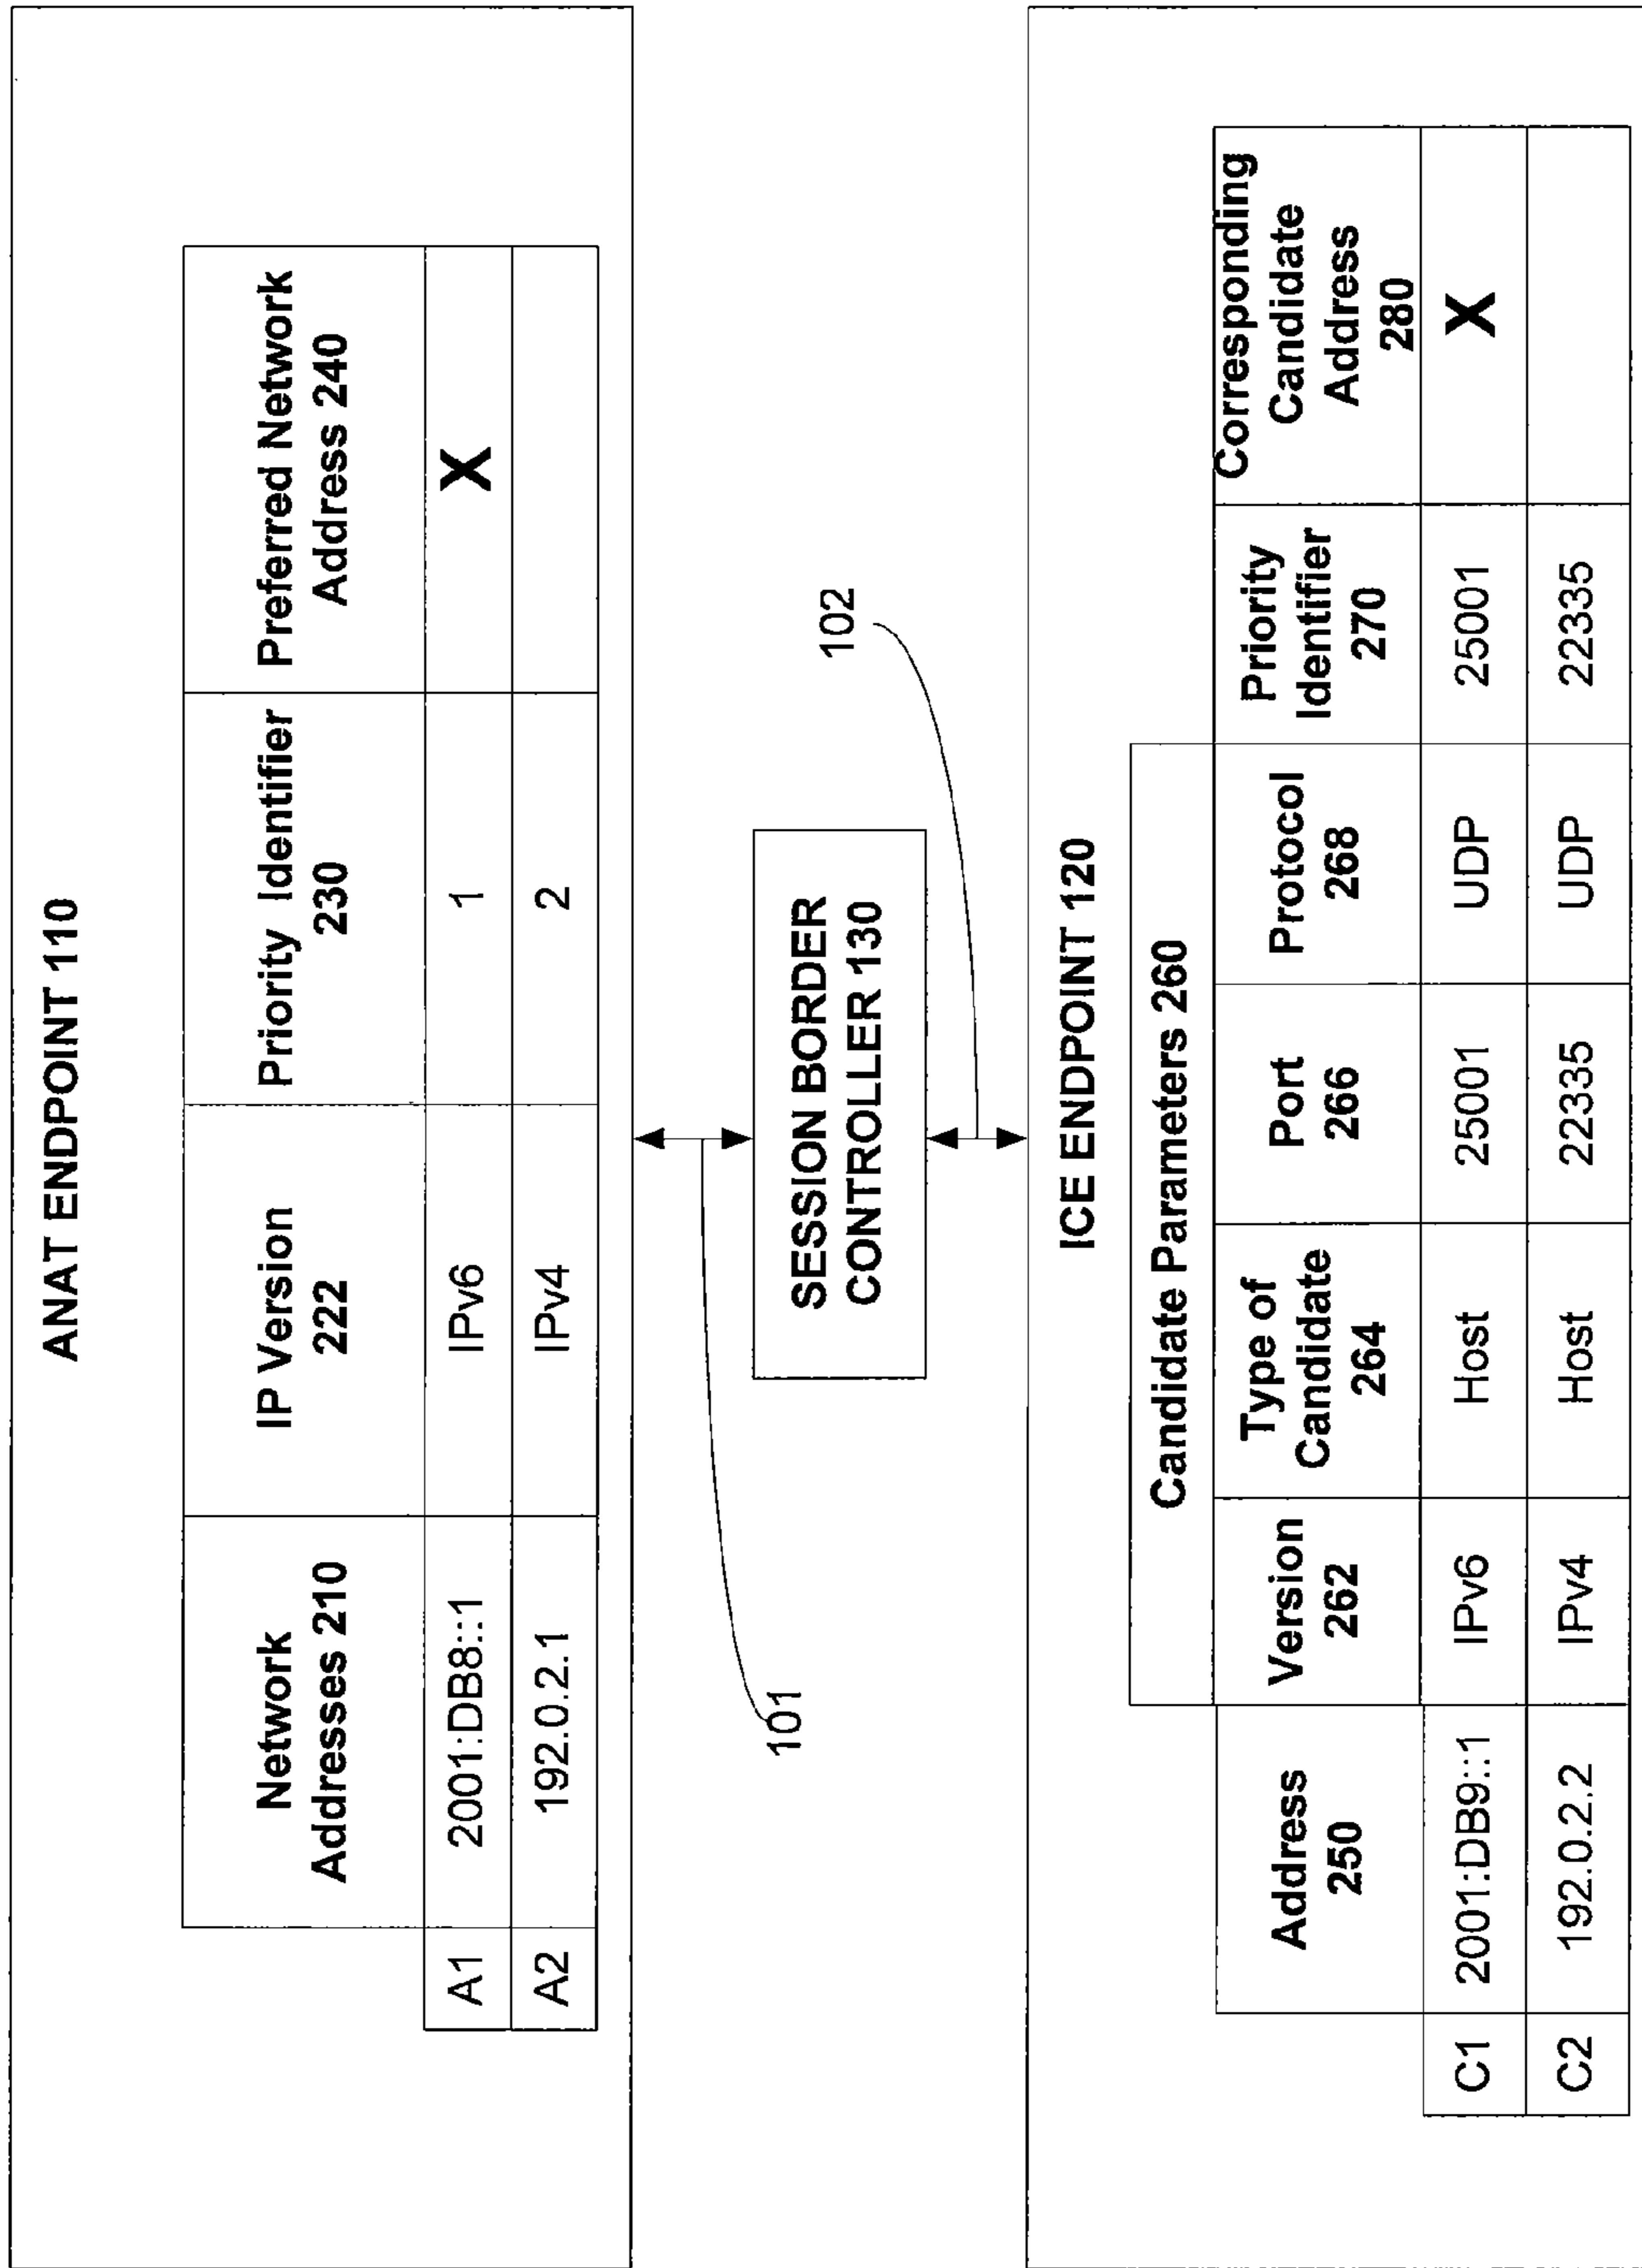 ANAT ENDPOINT 110
Network
Addresses 210
IP Version
222
Priority Identifier
230
Preferred Network
Address 240
A1 2001:DB8::1 IPv6 1 X
A2 192.0.2.1 IPv4 2
101
SESSION BORDER
CONTROLLER 130
102
ICE ENDPOINT 120
Candidate Parameters 260
Address
250
Version
262
Type of
Candidate
264
Port
266
Protocol
268
Priority
Identifier
270
Corresponding
Candidate
Address
280
C1 2001:DB9::1 IPv6 Host 25001 UDP 25001 X
C2 192.0.2.2 IPv4 Host 22335 UDP 22335